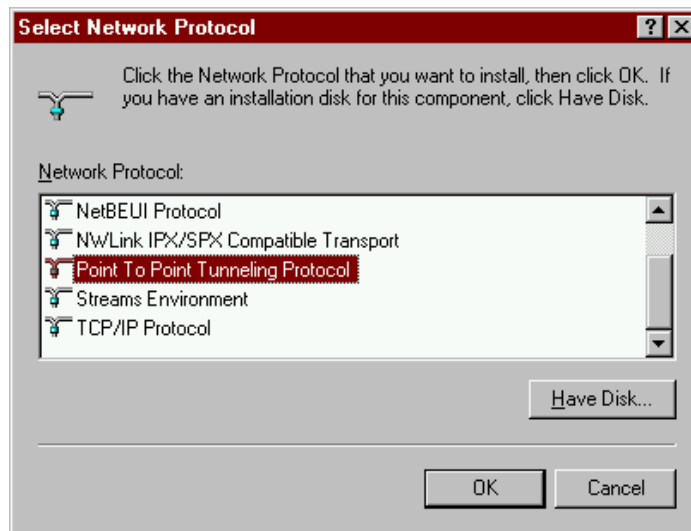 Select Network Protocol
Click the Network Protocol that you want to install, then click OK. If
you have an installation disk for this component, click Have Disk.
Network Protocol:
NetBEUI Protocol
NWLink IPX/SPX Compatible Transport
Point To Point Tunneling Protocol
Streams Environment
TCP/IP Protocol
Have Disk...
OK Cancel